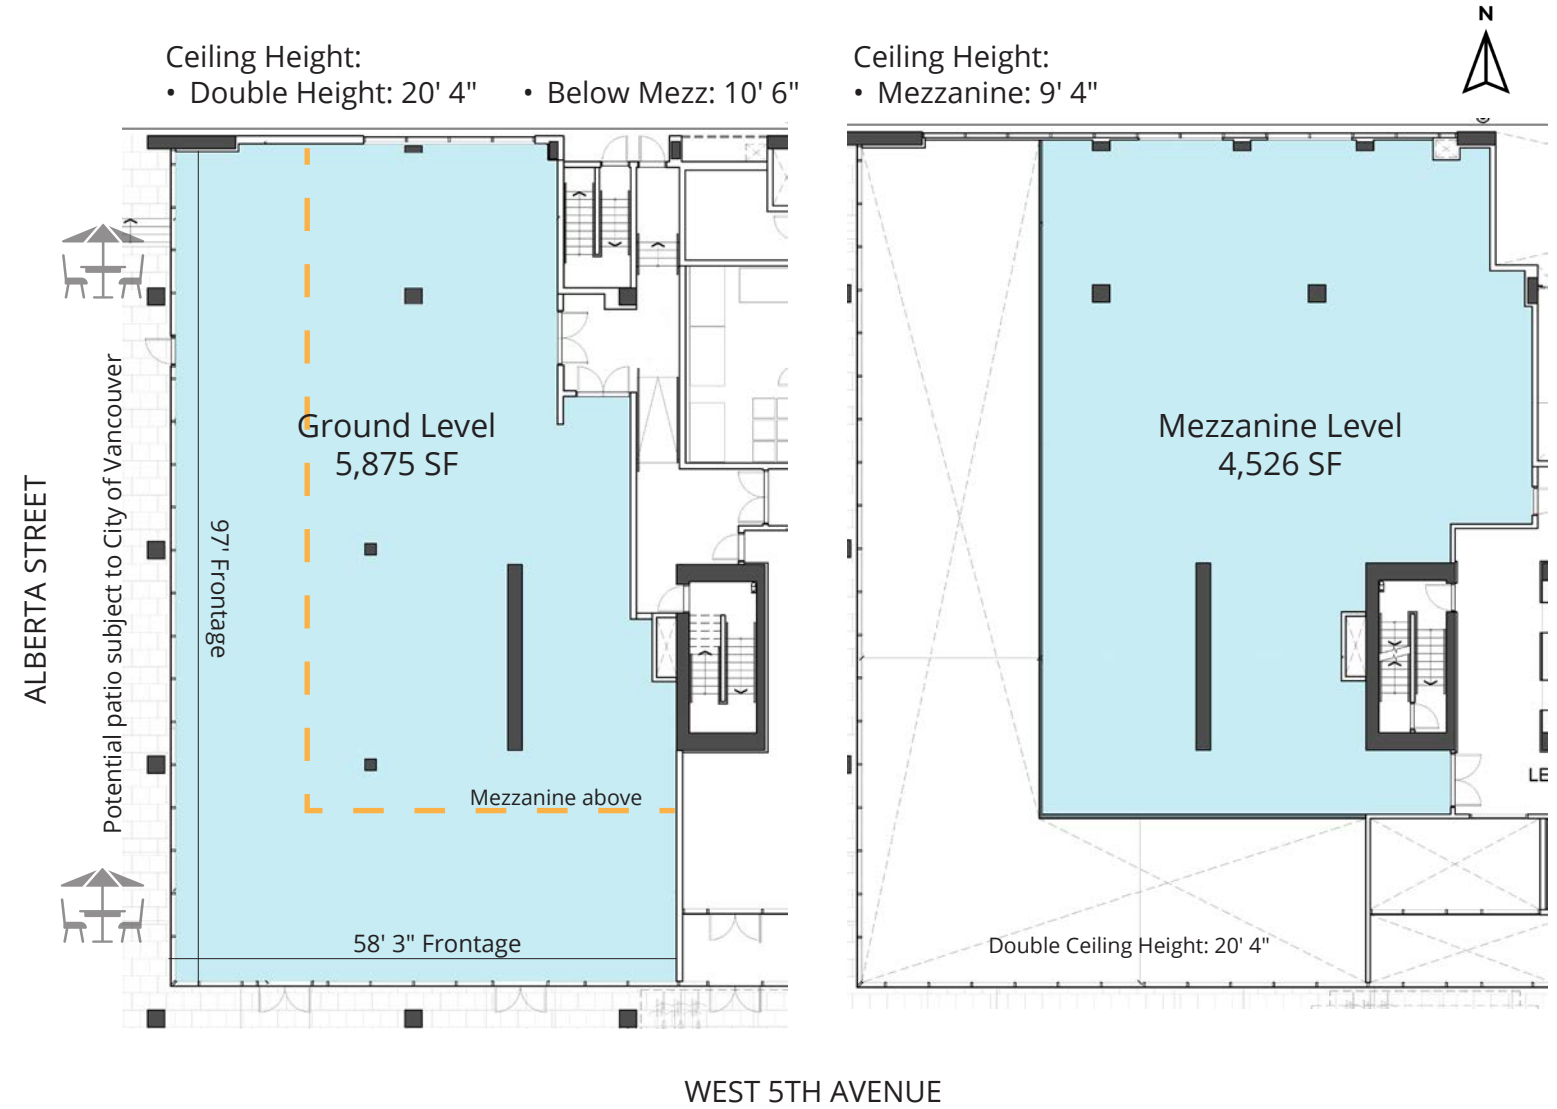 Ceiling Height:
• Double Height: 20' 4"
• Below Mezz: 10' 6"
Ceiling Height:
• Mezzanine: 9' 4"
N
Ground Level
5,875 SF
Mezzanine Level
4,526 SF
ALBERTA STREET
Potential patio subject to City of Vancouver
97' Frontage
Mezzanine above
58' 3" Frontage
Double Ceiling Height: 20' 4"
LE
WEST 5TH AVENUE